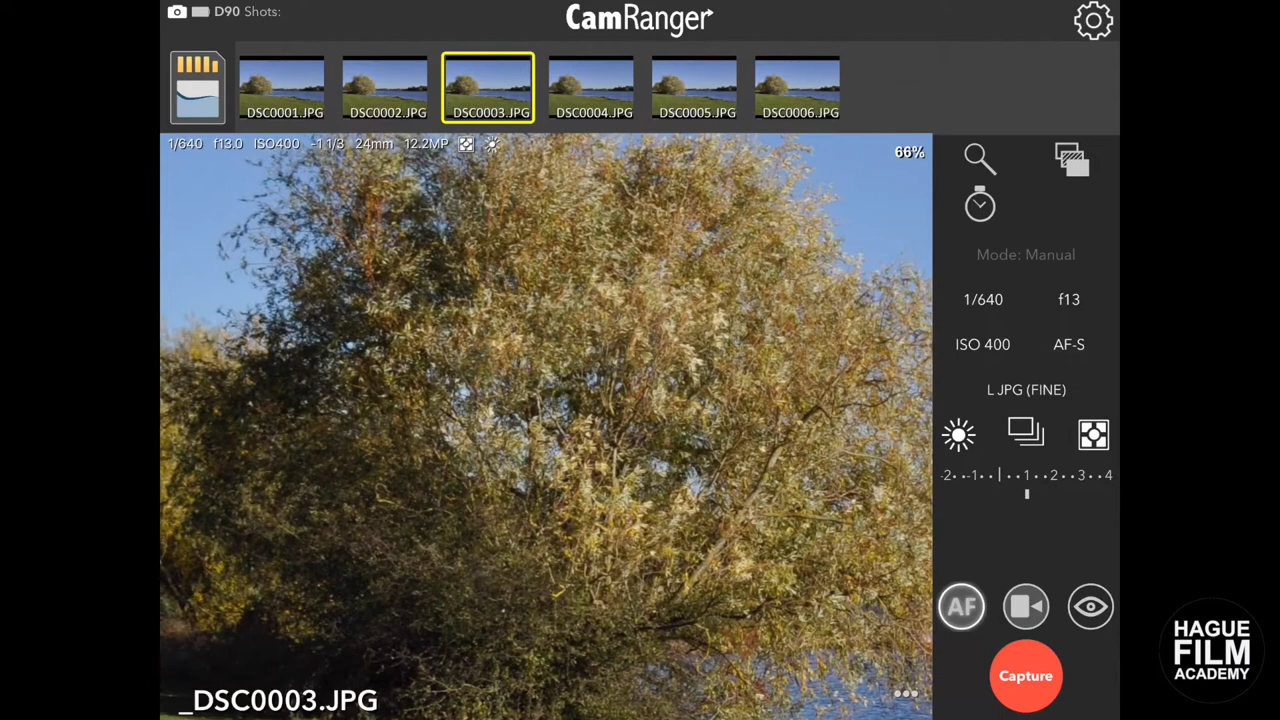 D90 Shots:
CamRanger
DSC0001.JPG
DSC0002.JPG
DSC0003.JPG
DSC0004.JPG
DSC0005.JPG
DSC0006.JPG
1/640 f13.0 ISO400 -1 1/3 24mm 12.2MP
66%
Mode: Manual
1/640 f13
ISO 400 AF-S
L JPG (FINE)
-2••-1••|••1••2••3••4
AF
Capture
_DSC0003.JPG
HAGUE
FILM
ACADEMY